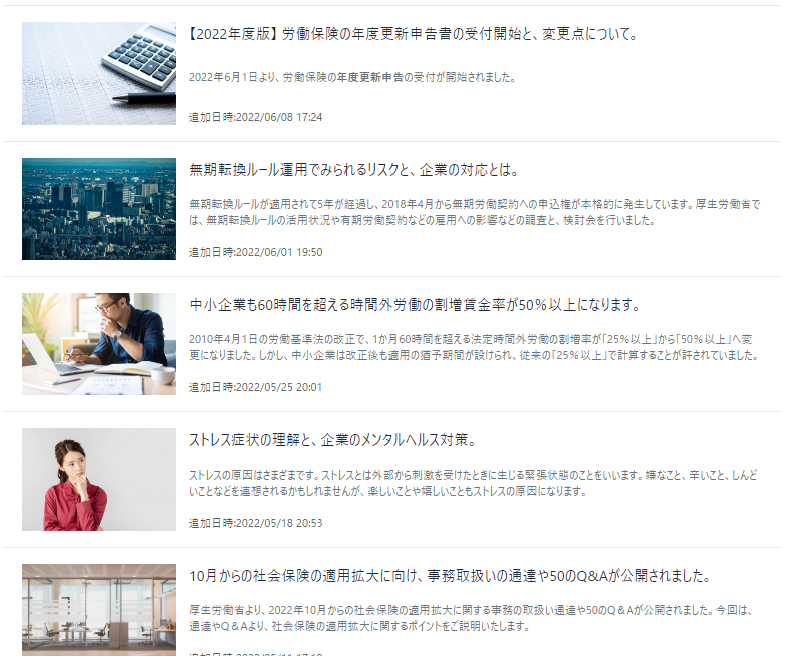 【2022年度版】 労働保険の年度更新申告書の受付開始と、変更点について。
2022年6月1日より、労働保険の年度更新申告の受付が開始されました。
追加日時:2022/06/08 17:24
無期転換ルール運用でみられるリスクと、企業の対応とは。
無期転換ルールが適用されて5年が経過し、2018年4月から無期労働契約への申込権が本格的に発生しています。厚生労働省で
は、無期転換ルールの活用状況や有期労働契約などの雇用への影響などの調査と、検討会を行いました。
追加日時:2022/06/01 19:50
中小企業も60時間を超える時間外労働の割増賃金率が50％以上になります。
2010年4月1日の労働基準法の改正で、1か月60時間を超える法定時間外労働の割増率が「25％以上」から「50％以上」へ変
更になりました。しかし、中小企業は改正後も適用の猶予期間が設けられ、従来の「25％以上」で計算することが許されていました。
追加日時:2022/05/25 20:01
ストレス症状の理解と、企業のメンタルヘルス対策。
ストレスの原因はさまざまです。ストレスとは外部から刺激を受けたときに生じる緊張状態のことをいいます。嫌なこと、辛いこと、しんど
いことなどを連想されるかもしれませんが、楽しいことや嬉しいこともストレスの原因になります。
追加日時:2022/05/18 20:53
10月からの社会保険の適用拡大に向け、事務取扱いの通達や50のQ&Aが公開されました。
厚生労働省より、2022年10月からの社会保険の適用拡大に関する事務の取扱い通達や50のQ＆Aが公開されました。今回は、
通達やQ＆Aより、社会保険の適用拡大に関するポイントをご説明いたします。